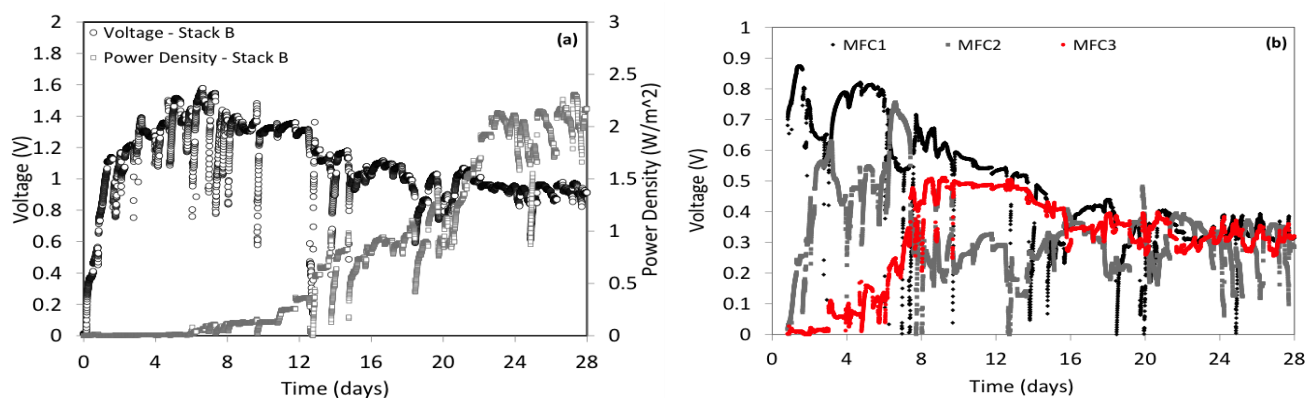 2
1.8
1.6
1.4
1.2
1
0.8
0.6
0.4
0.2
0
Voltage (V)
Voltage - Stack B
Power Density - Stack B
(a)
3
2.5
2
1.5
1
0.5
0
Power Density (W/m^2)
0 4 8 12 16 20 24 28
Time (days)
1
0.9
0.8
0.7
0.6
0.5
0.4
0.3
0.2
0.1
0
Voltage (V)
MFC1 MFC2 MFC3 (b)
0 4 8 12 16 20 24 28
Time (days)